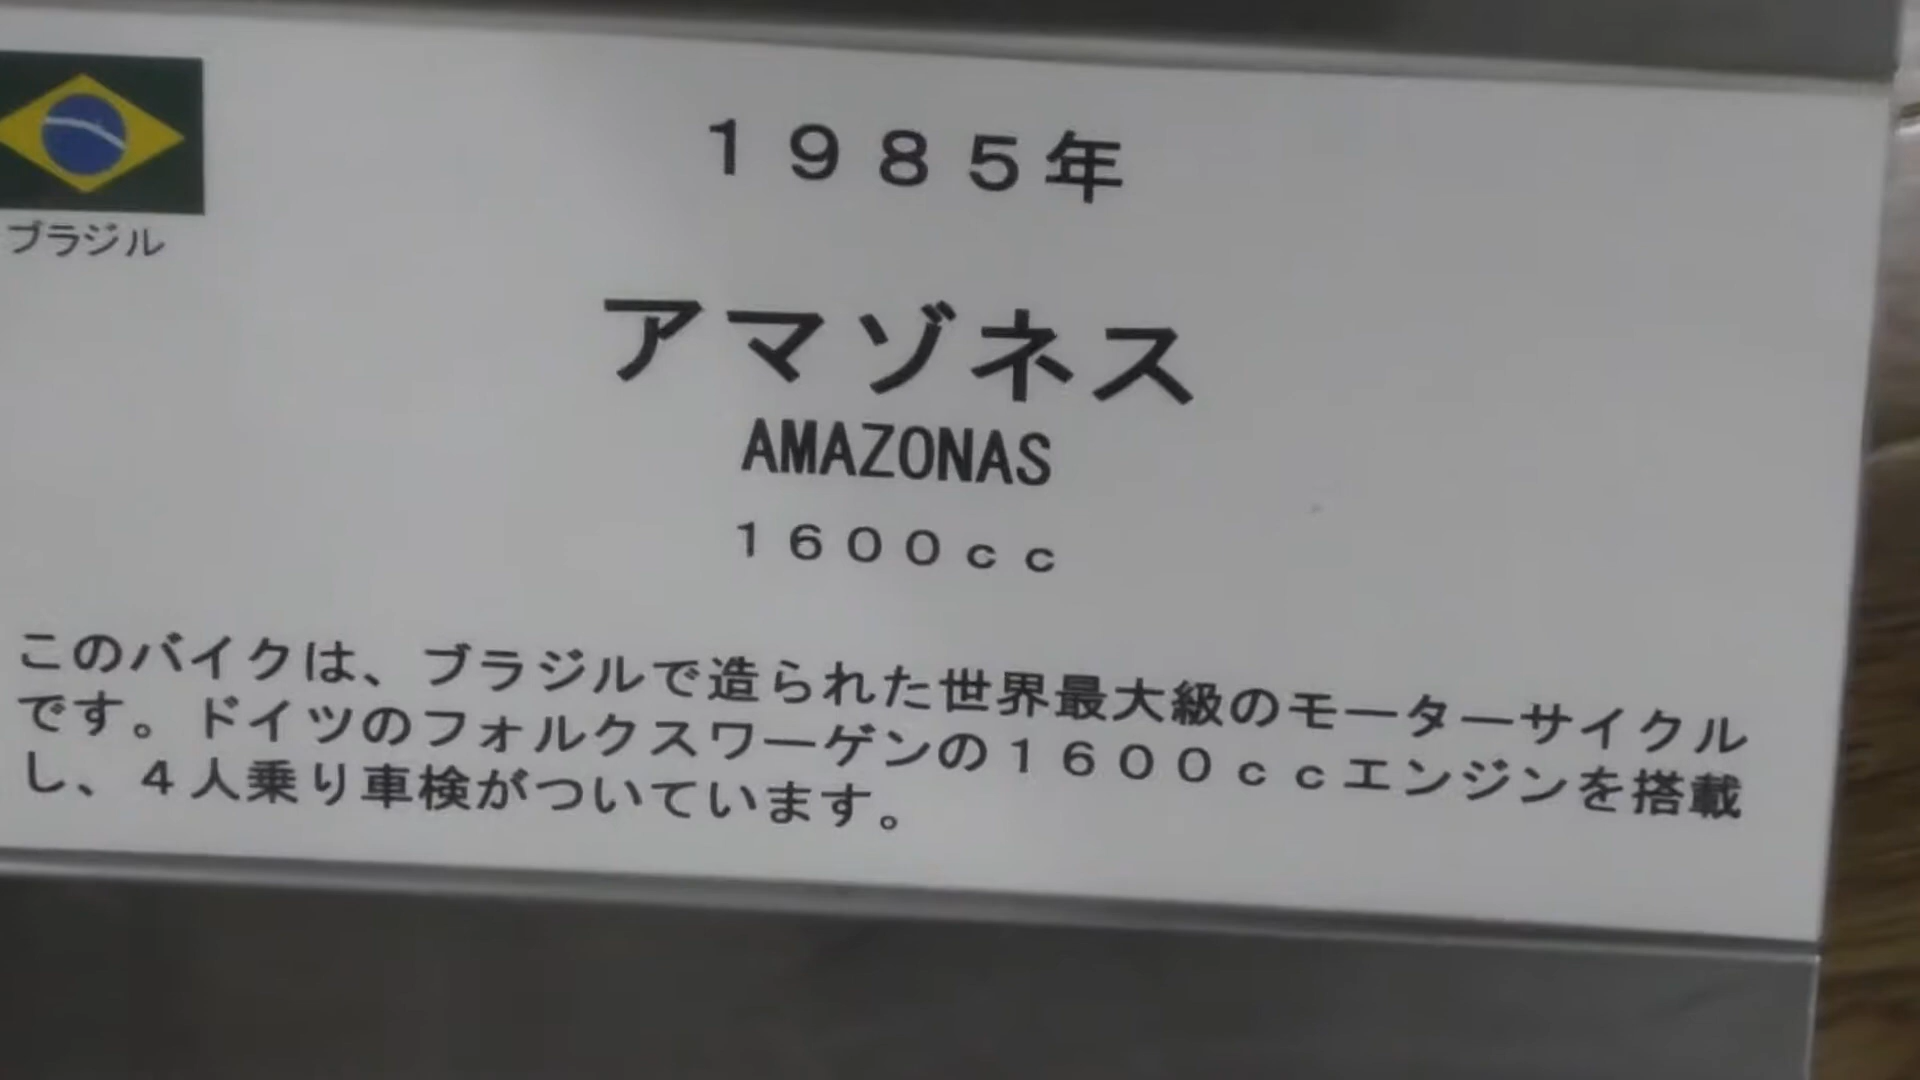 ブラジル
１９８５年
アマゾネス
AMAZONAS
１６００ｃｃ
このバイクは、ブラジルで造られた世界最大級のモーターサイクル
です。ドイツのフォルクスワーゲンの１６００ｃｃエンジンを搭載
し、４人乗り車検がついています。